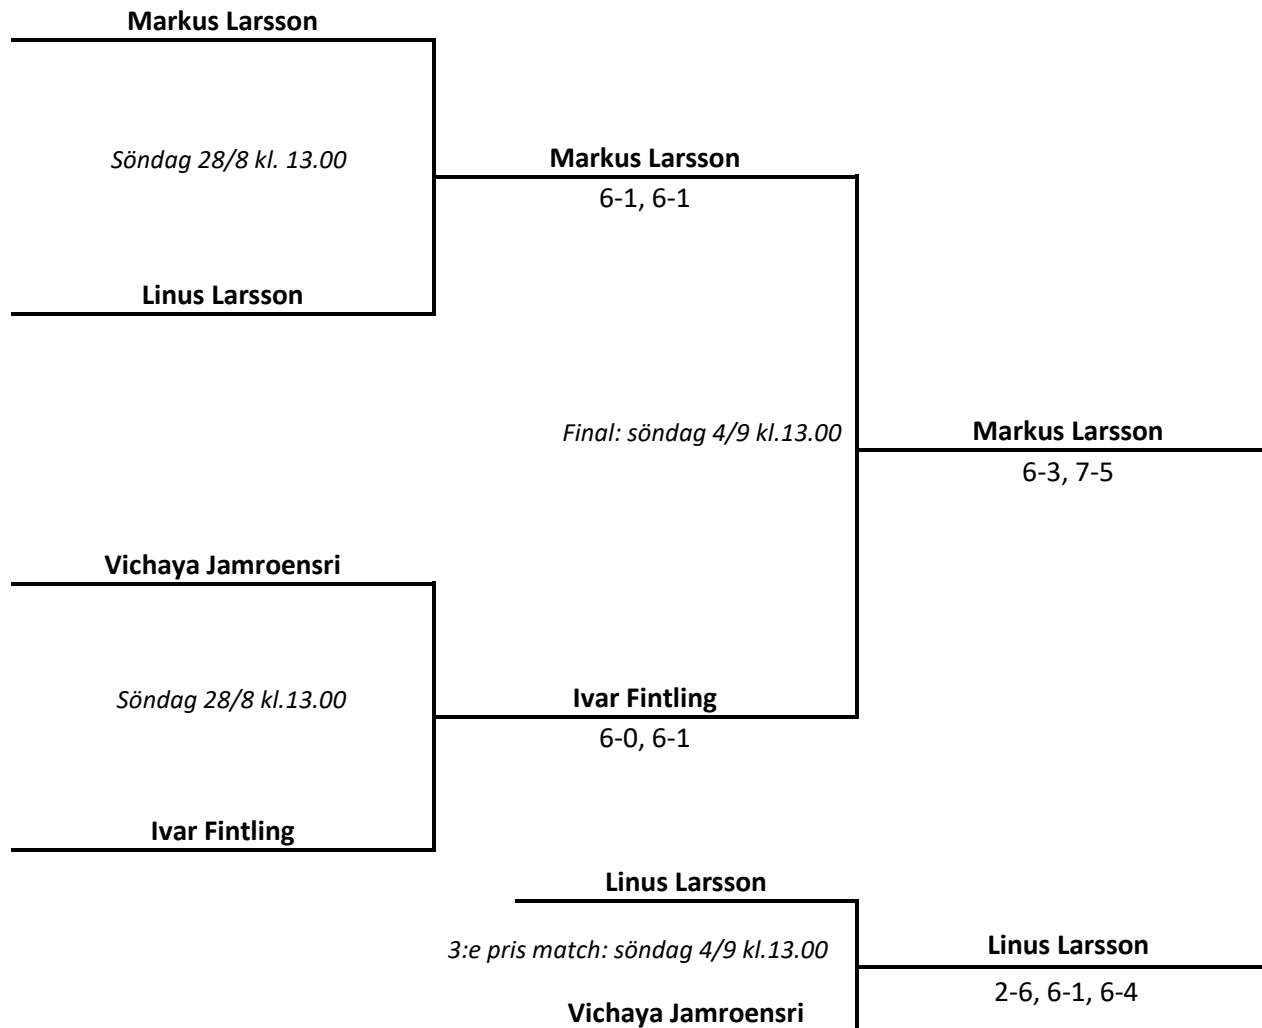 Markus Larsson
Söndag 28/8 kl. 13.00
Markus Larsson
6-1, 6-1
Linus Larsson
Final: söndag 4/9 kl.13.00
Markus Larsson
6-3, 7-5
Vichaya Jamroensri
Söndag 28/8 kl.13.00
Ivar Fintling
6-0, 6-1
Ivar Fintling
Linus Larsson
3:e pris match: söndag 4/9 kl.13.00
Linus Larsson
2-6, 6-1, 6-4
Vichaya Jamroensri